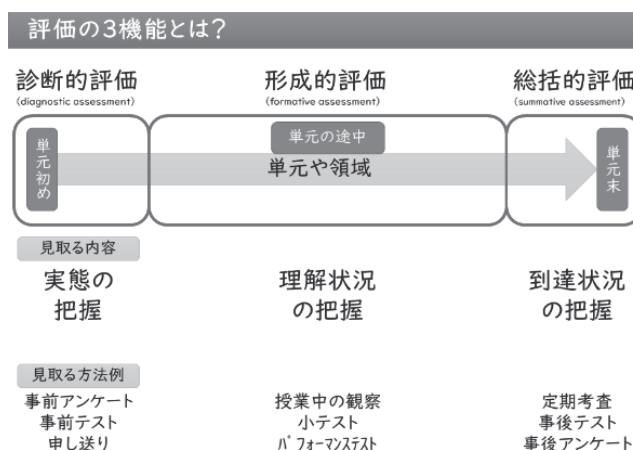 評価の3機能とは?
診断的評価
(diagnostic assessment)
形成的評価
(formative assessment)
総括的評価
(summative assessment)
単元初め
単元の途中
単元や領域
単元末
見取る内容
実態の
把握
理解状況
の把握
到達状況
の把握
見取る方法例
事前アンケート
事前テスト
申し送り
授業中の観察
小テスト
パフォーマンステスト
定期考査
事後テスト
事後アンケート